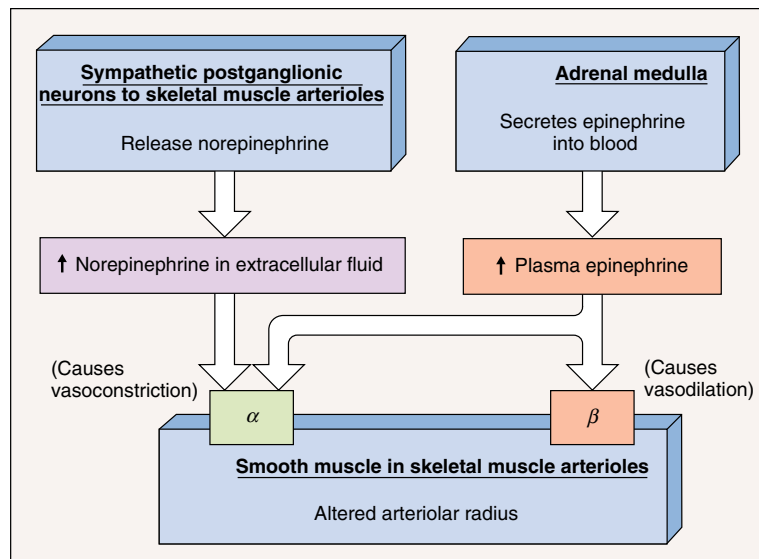 Sympathetic postganglionic
neurons to skeletal muscle arterioles
Release norepinephrine
Adrenal medulla
Secretes epinephrine
into blood
↑ Norepinephrine in extracellular fluid
↑ Plasma epinephrine
(Causes
vasoconstriction)
(Causes
vasodilation)
α
β
Smooth muscle in skeletal muscle arterioles
Altered arteriolar radius